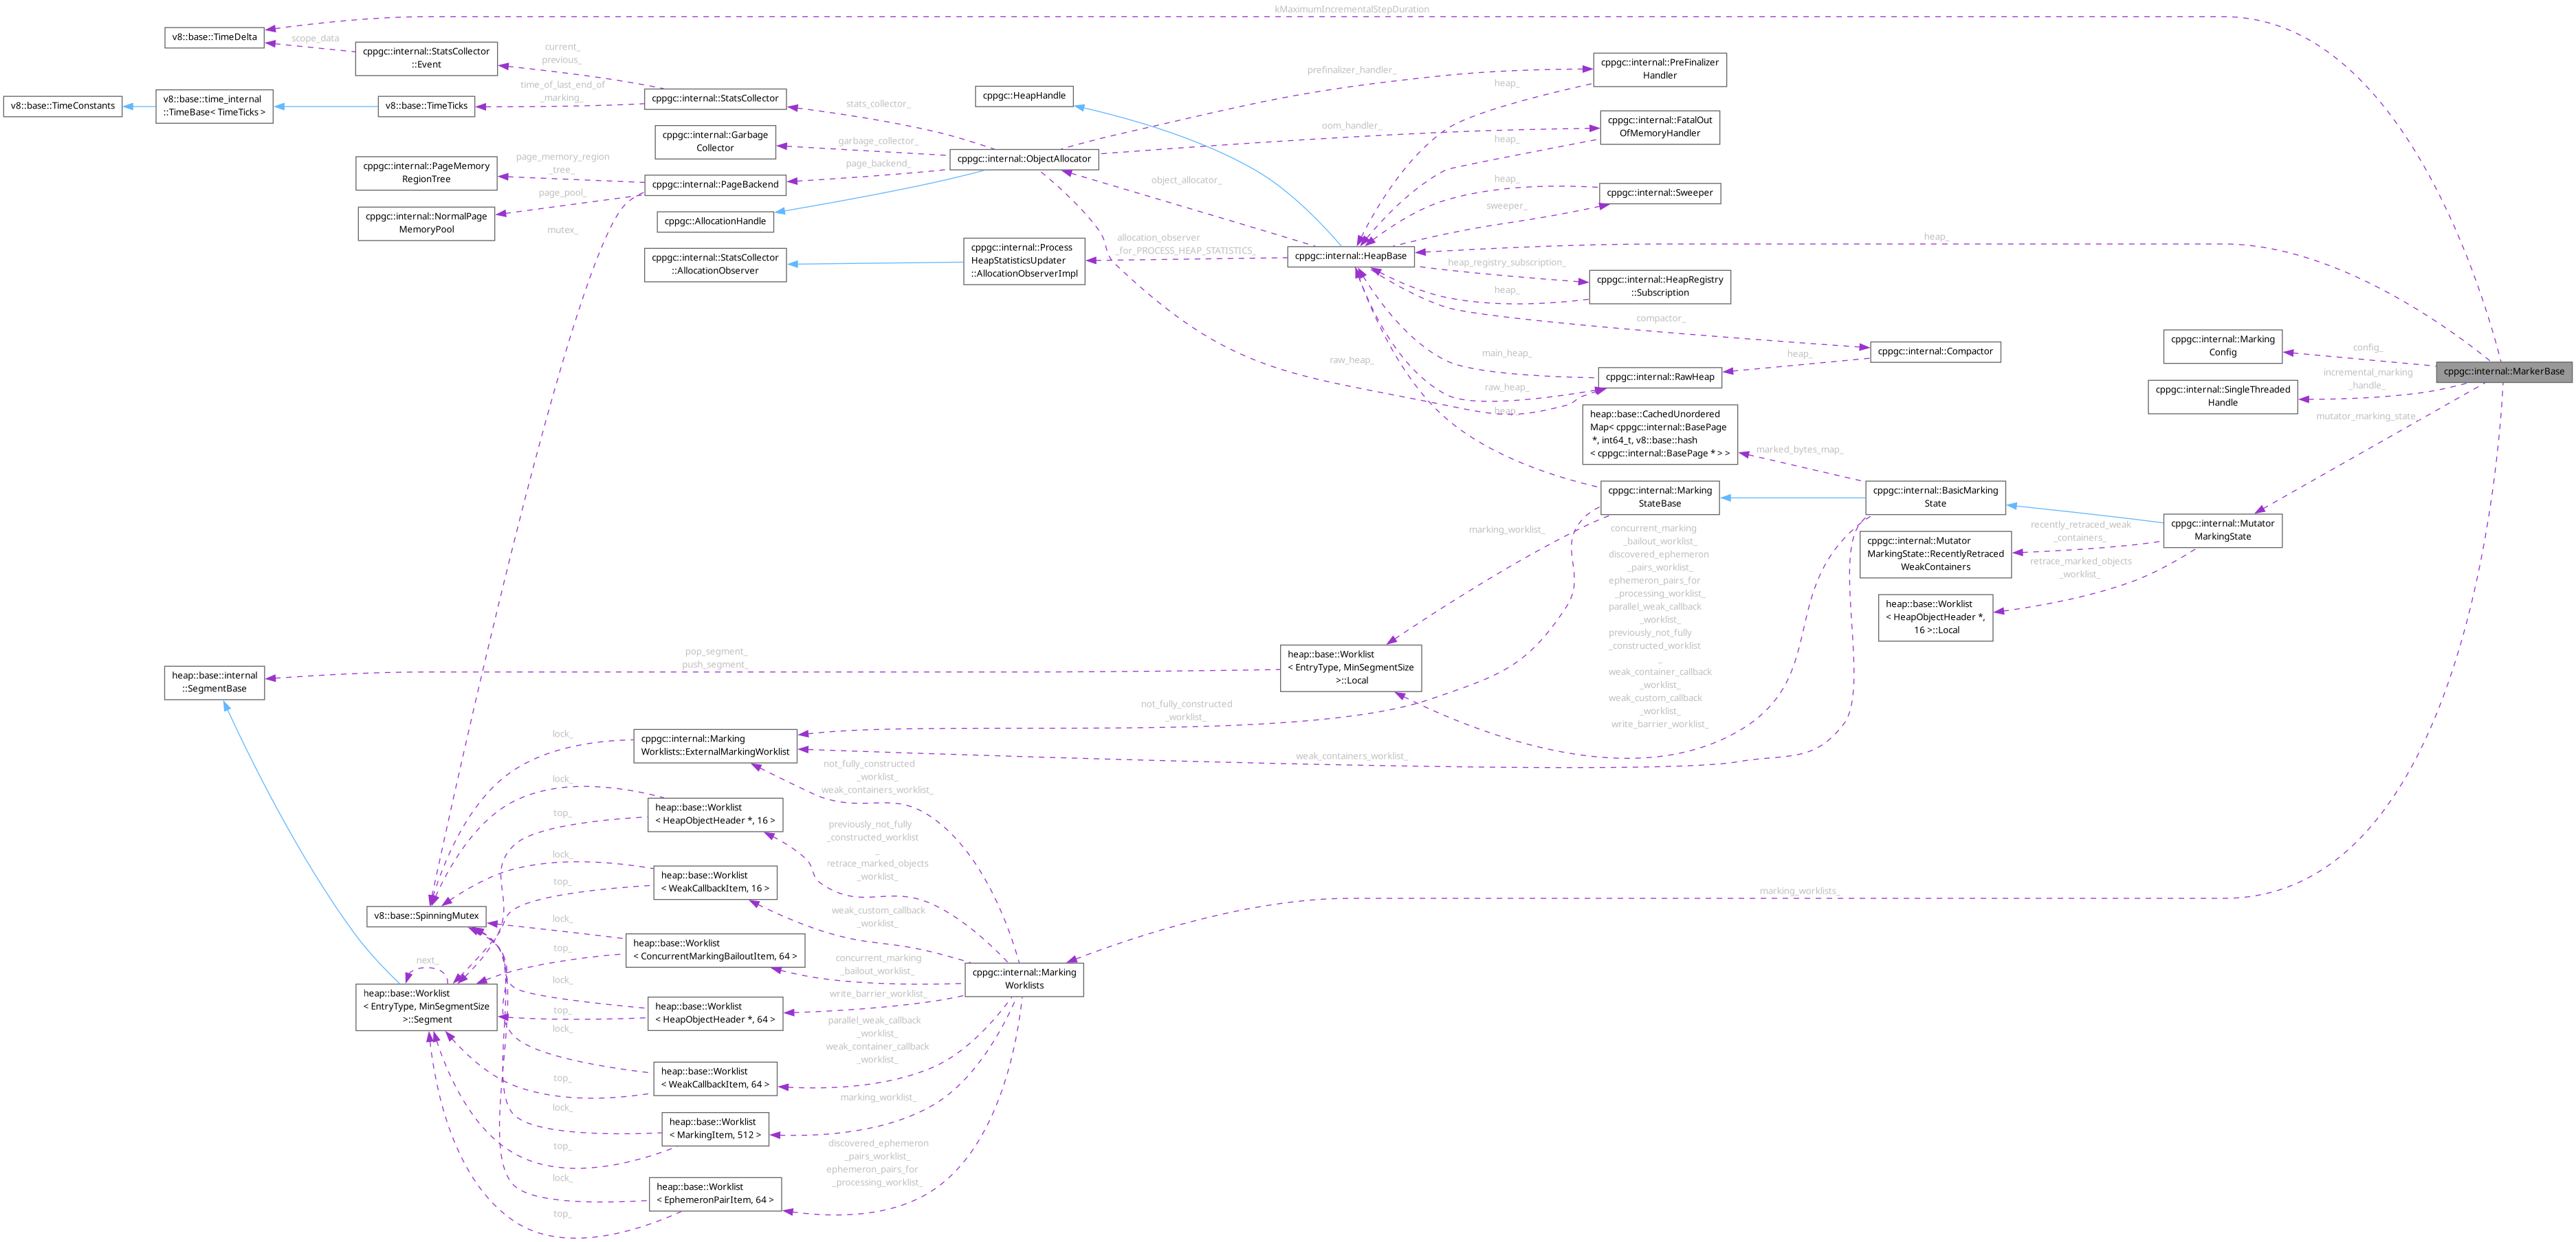 kMaximumIncrementalStepDuration
v8::base::TimeDelta
scope_data
cppgc::internal::StatsCollector
::Event
current_
previous_
time_of_last_end_of
_marking_
v8::base::TimeConstants
v8::base::time_internal
::TimeBase< TimeTicks >
v8::base::TimeTicks
cppgc::internal::StatsCollector
stats_collector_
cppgc::internal::Garbage
Collector
garbage_collector_
page_backend_
cppgc::internal::PageMemory
RegionTree
page_memory_region
_tree_
page_pool_
cppgc::internal::PageBackend
cppgc::internal::NormalPage
MemoryPool
mutex_
cppgc::AllocationHandle
cppgc::internal::StatsCollector
::AllocationObserver
cppgc::HeapHandle
cppgc::internal::ObjectAllocator
cppgc::internal::Process
HeapStatisticsUpdater
::AllocationObserverImpl
allocation_observer
_for_PROCESS_HEAP_STATISTICS_
object_allocator_
prefinalizer_handler_
oom_handler_
raw_heap_
cppgc::internal::HeapBase
cppgc::internal::PreFinalizer
Handler
heap_
cppgc::internal::FatalOut
OfMemoryHandler
heap_
cppgc::internal::Sweeper
heap_
sweeper_
heap_
cppgc::internal::HeapRegistry
::Subscription
heap_registry_subscription_
heap_
compactor_
cppgc::internal::Compactor
heap_
main_heap_
cppgc::internal::RawHeap
raw_heap_
heap_
cppgc::internal::Marking
Config
config_
cppgc::internal::SingleThreaded
Handle
incremental_marking
_handle_
cppgc::internal::MarkerBase
mutator_marking_state_
heap::base::CachedUnordered
Map< cppgc::internal::BasePage
*, int64_t, v8::base::hash
< cppgc::internal::BasePage * > >
marked_bytes_map_
cppgc::internal::Marking
StateBase
cppgc::internal::BasicMarking
State
cppgc::internal::Mutator
MarkingState
recently_retraced_weak
_containers_
cppgc::internal::Mutator
MarkingState::RecentlyRetraced
WeakContainers
retrace_marked_objects
_worklist_
heap::base::Worklist
< HeapObjectHeader *,
16 >::Local
marking_worklist_
concurrent_marking
_bailout_worklist_
discovered_ephemeron
_pairs_worklist_
ephemeron_pairs_for
_processing_worklist_
parallel_weak_callback
_worklist_
previously_not_fully
_constructed_worklist
_
weak_container_callback
_worklist_
weak_custom_callback
_worklist_
write_barrier_worklist_
heap::base::Worklist
< EntryType, MinSegmentSize
>::Local
pop_segment_
push_segment_
heap::base::internal
::SegmentBase
not_fully_constructed
_worklist_
weak_containers_worklist_
cppgc::internal::Marking
Worklists::ExternalMarkingWorklist
lock_
not_fully_constructed
_worklist_
weak_containers_worklist_
heap::base::Worklist
< HeapObjectHeader *, 16 >
lock_
top_
previously_not_fully
_constructed_worklist
_
retrace_marked_objects
_worklist_
heap::base::Worklist
< WeakCallbackItem, 16 >
lock_
top_
weak_custom_callback
_worklist_
marking_worklists_
v8::base::SpinningMutex
heap::base::Worklist
< ConcurrentMarkingBailoutItem, 64 >
lock_
top_
concurrent_marking
_bailout_worklist_
cppgc::internal::Marking
Worklists
next_
heap::base::Worklist
< EntryType, MinSegmentSize
>::Segment
heap::base::Worklist
< HeapObjectHeader *, 64 >
lock_
top_
write_barrier_worklist_
parallel_weak_callback
_worklist_
weak_container_callback
_worklist_
heap::base::Worklist
< WeakCallbackItem, 64 >
lock_
top_
marking_worklist_
heap::base::Worklist
< MarkingItem, 512 >
lock_
top_
discovered_ephemeron
_pairs_worklist_
ephemeron_pairs_for
_processing_worklist_
heap::base::Worklist
< EphemeronPairItem, 64 >
lock_
top_